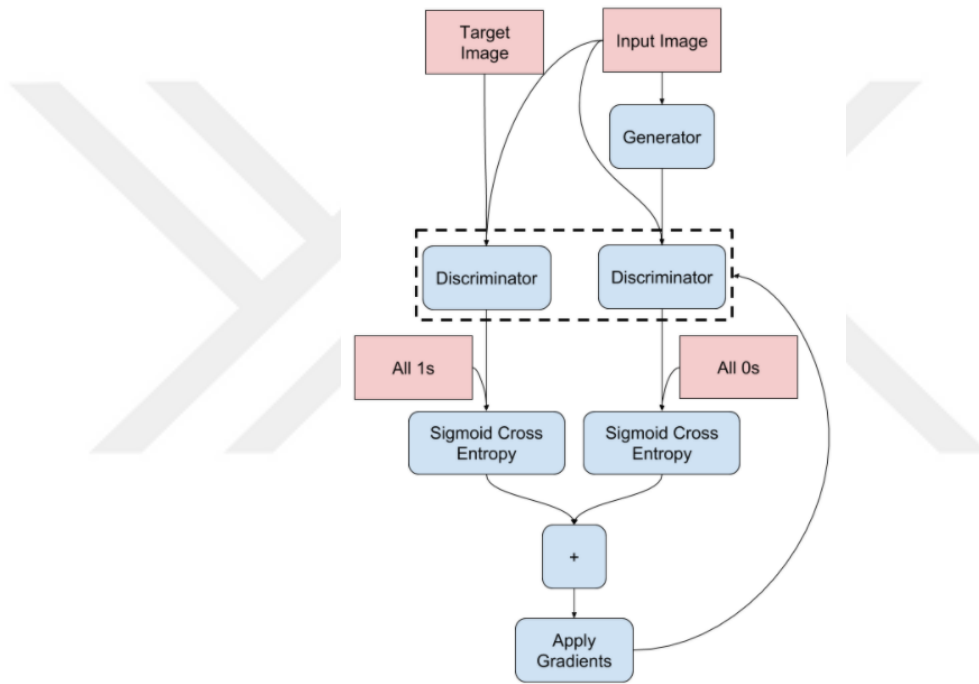 Target
Image
Input Image
Generator
Discriminator
Discriminator
All 1s
All 0s
Sigmoid Cross
Entropy
Sigmoid Cross
Entropy
+
Apply
Gradients